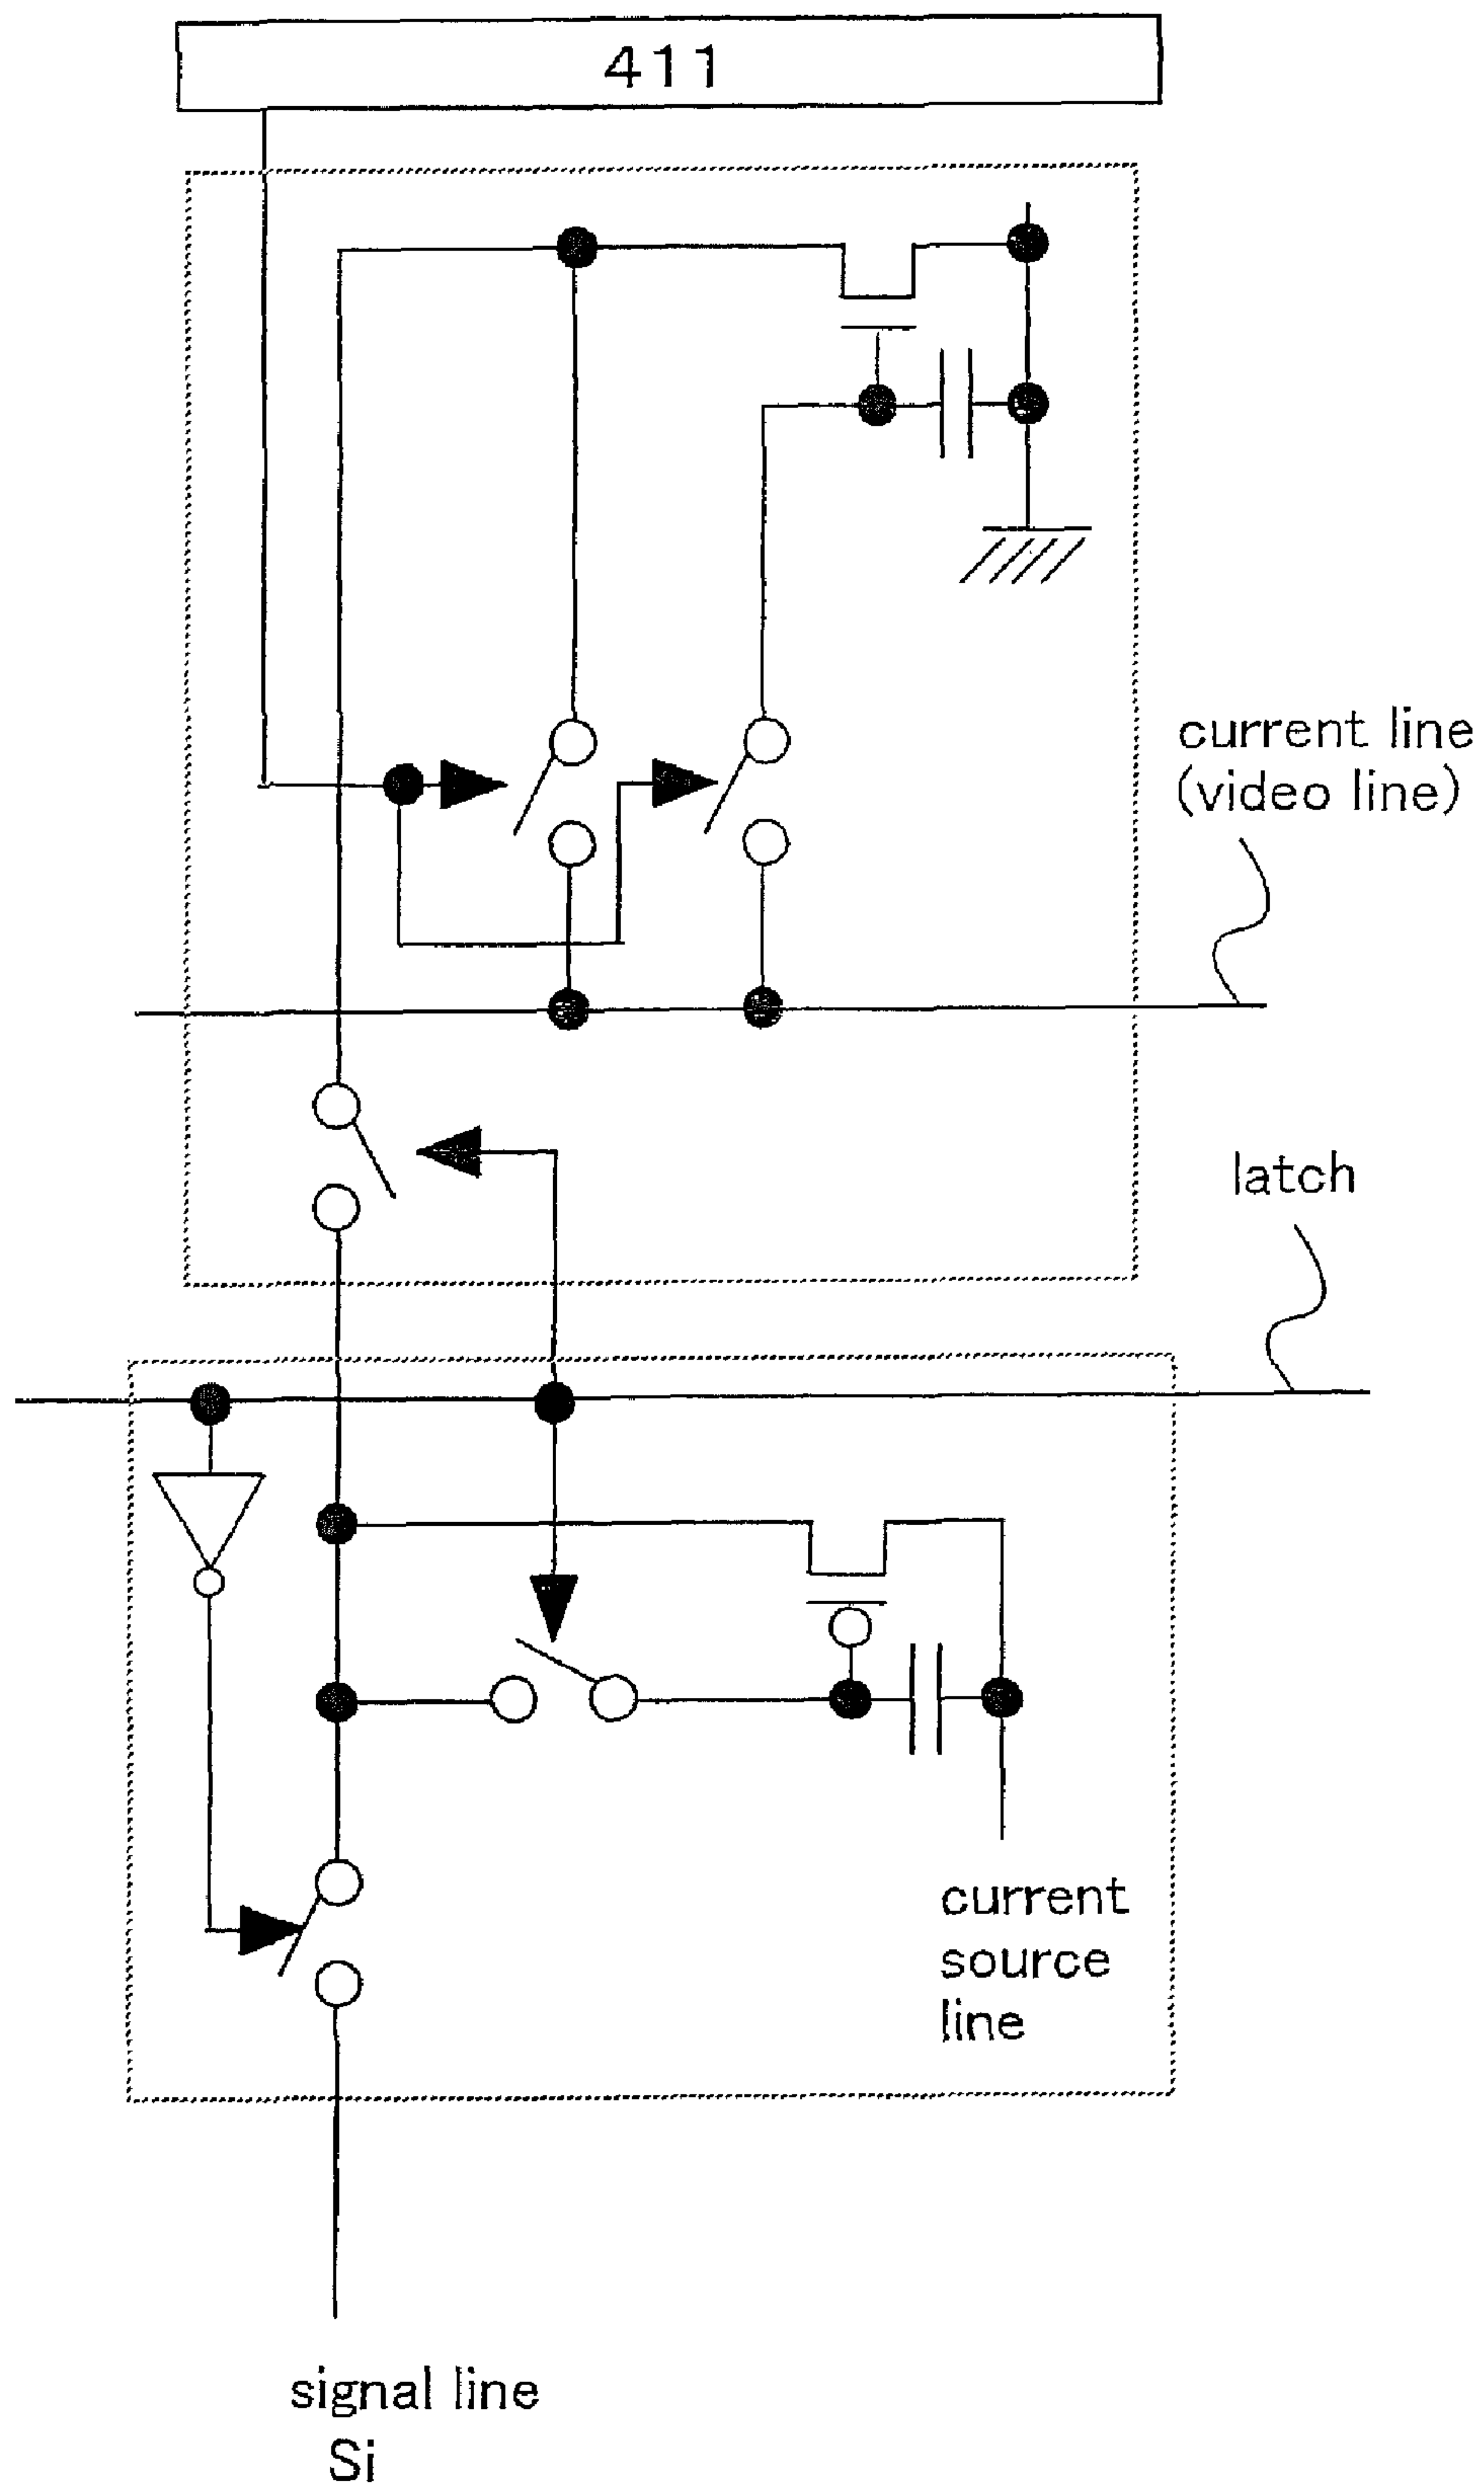 411
current line
(video line)
latch
current
source
line
signal line
Si